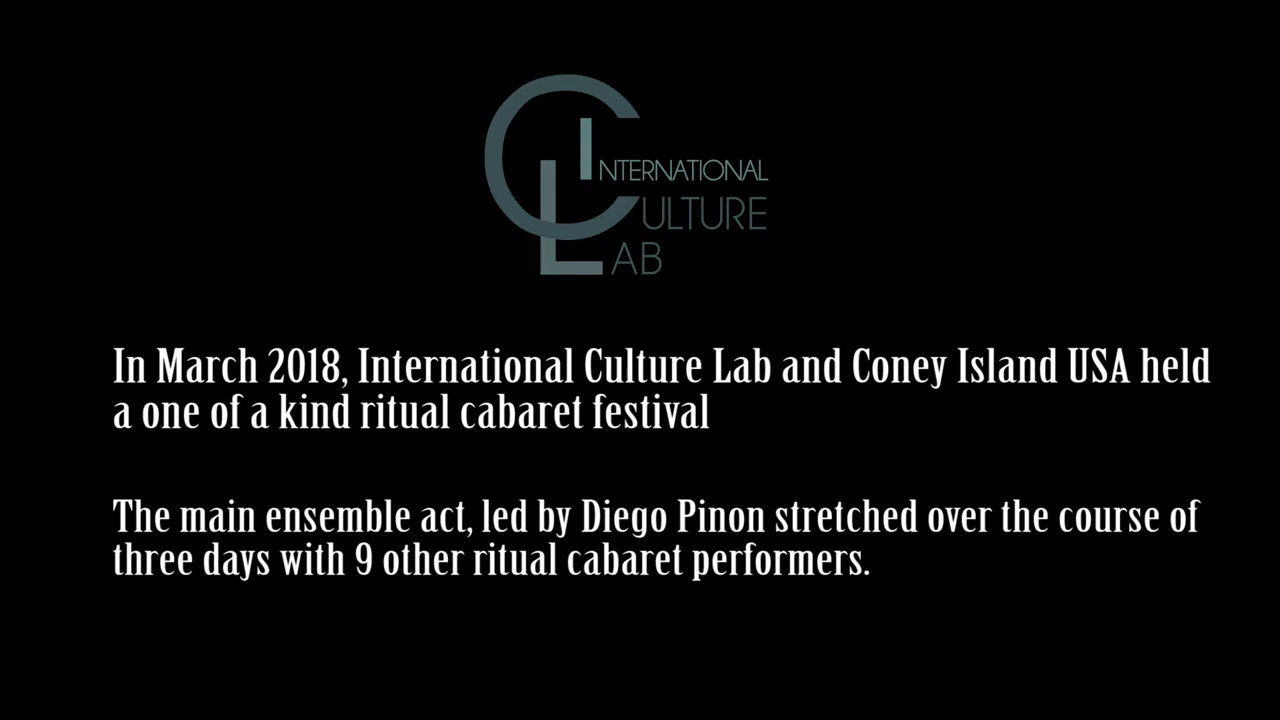 INTERNATIONAL
CULTURE
LAB
In March 2018, International Culture Lab and Coney Island USA held
a one of a kind ritual cabaret festival
The main ensemble act, led by Diego Pinon stretched over the course of
three days with 9 other ritual cabaret performers.